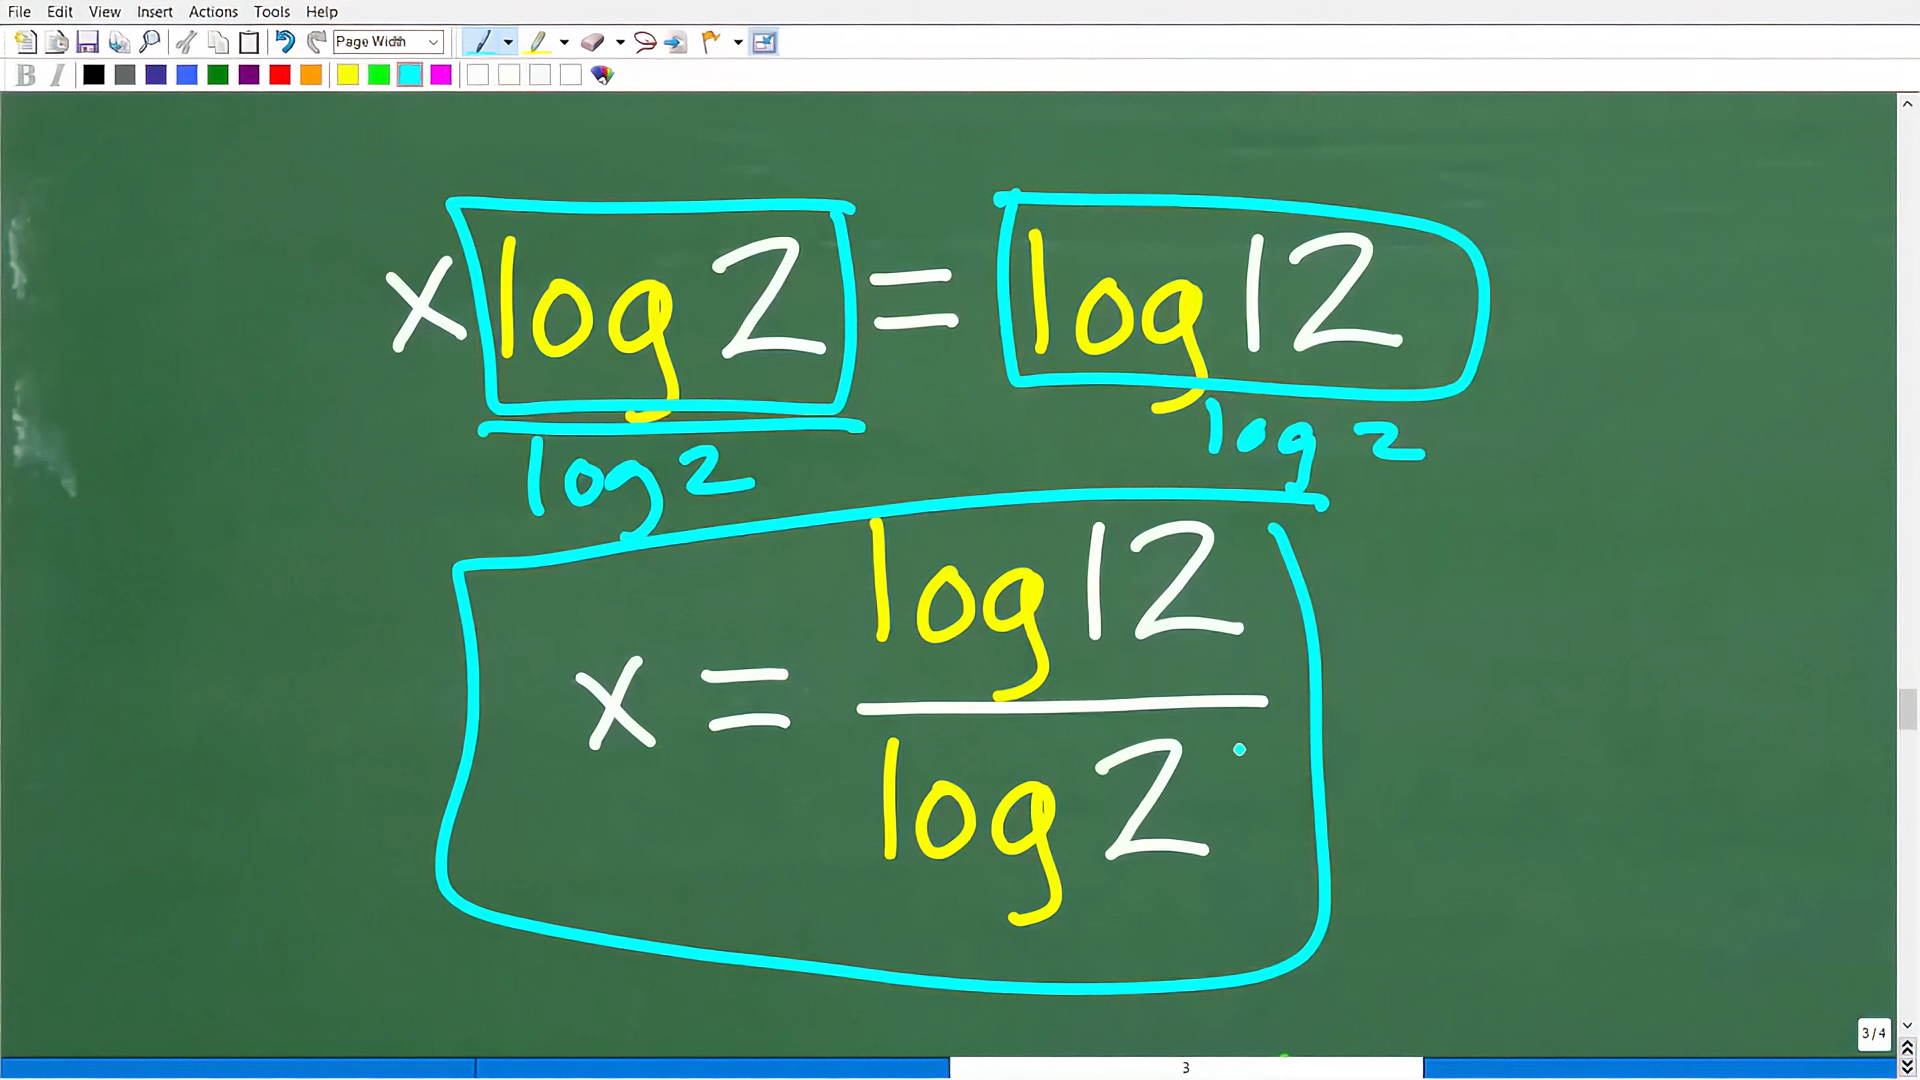 File Edit View Insert Actions Tools Help
Page Width
B I
x log 2 = log 12
log 2 log 2
log 12
x =
log 2
3/4
3